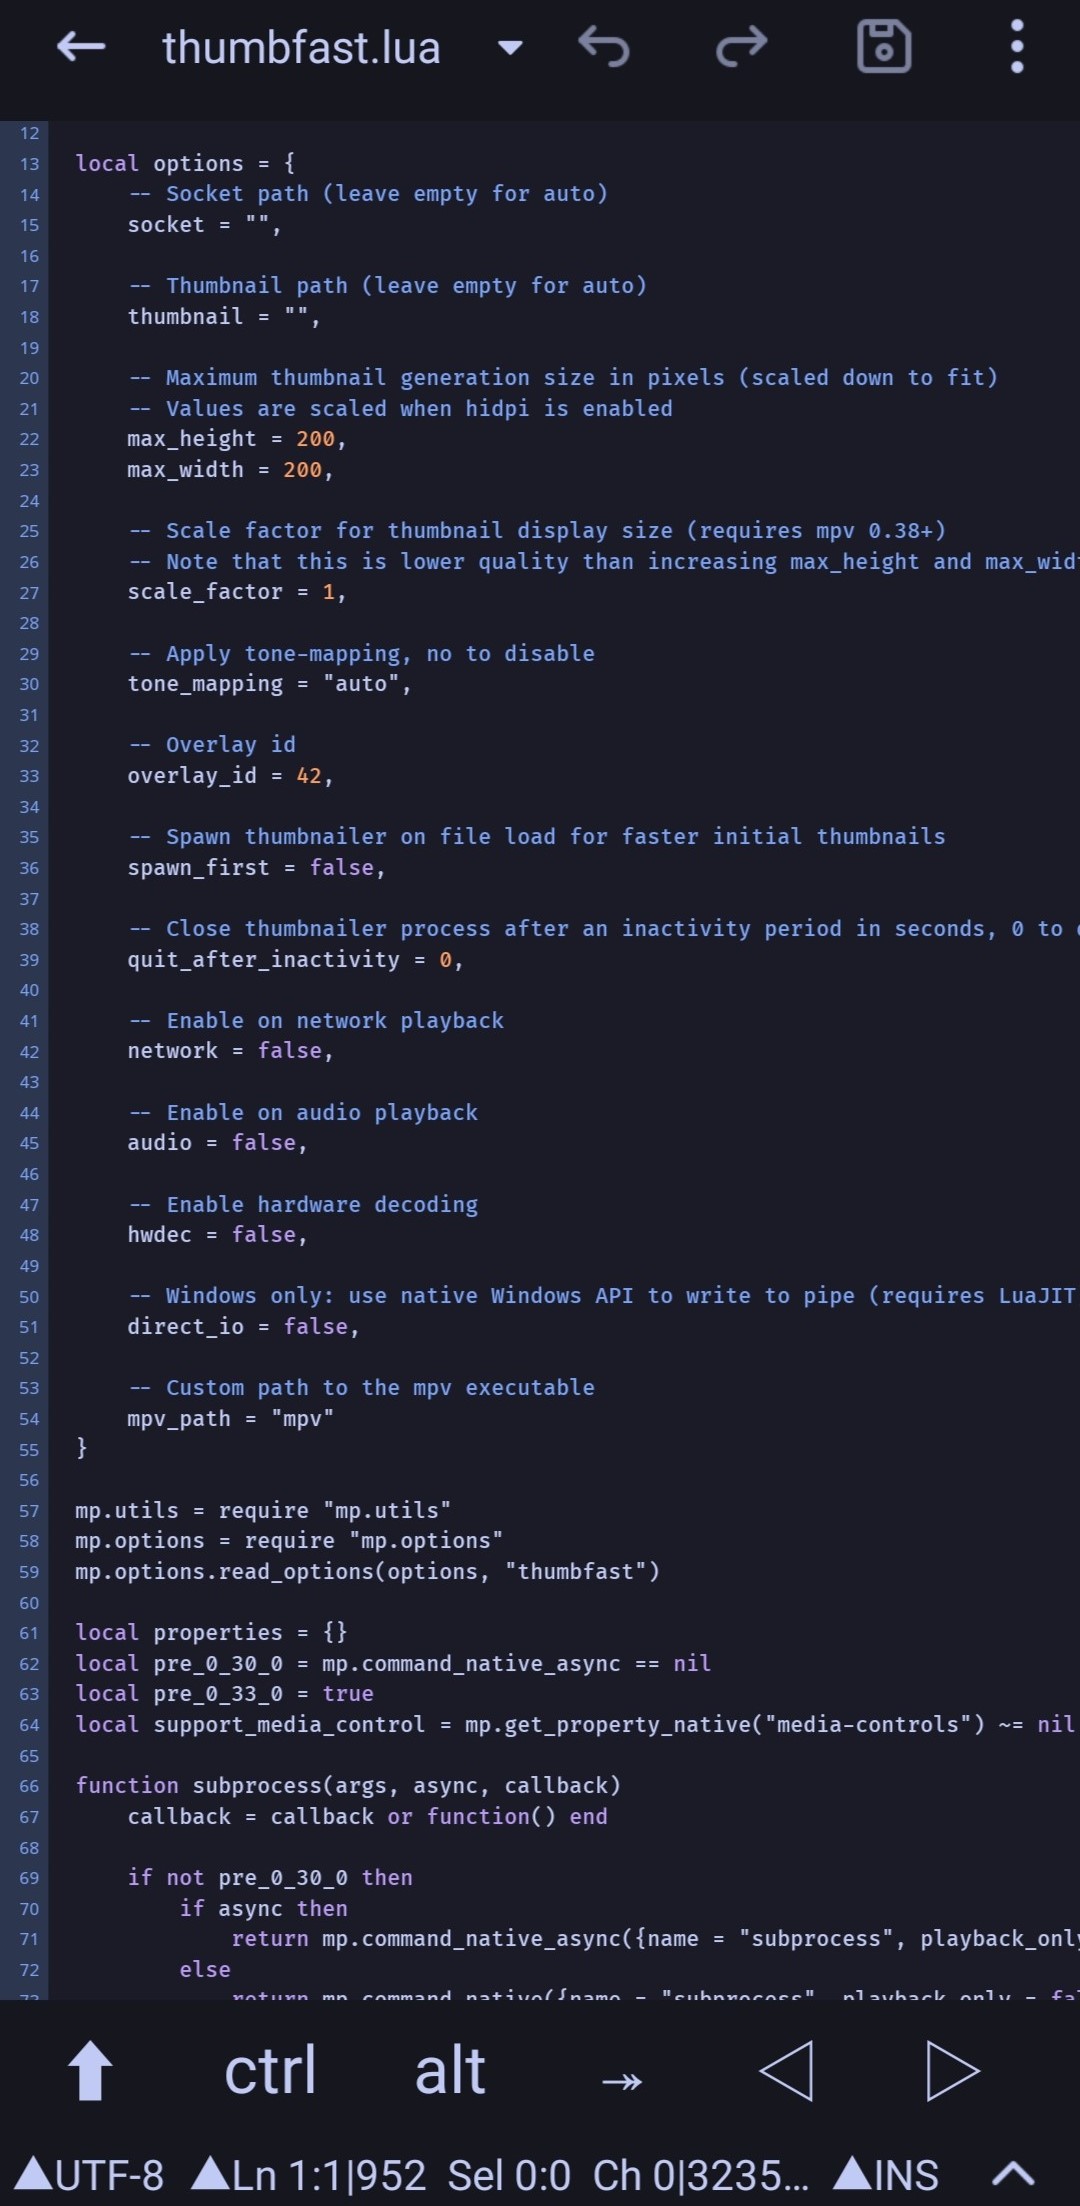 thumbfast.lua
12
13 local options = {
14 -- Socket path (leave empty for auto)
15 socket = "",
16
17 -- Thumbnail path (leave empty for auto)
18 thumbnail = "",
19
20 -- Maximum thumbnail generation size in pixels (scaled down to fit)
21 -- Values are scaled when hidpi is enabled
22 max_height = 200,
23 max_width = 200,
24
25 -- Scale factor for thumbnail display size (requires mpv 0.38+)
26 -- Note that this is lower quality than increasing max_height and max_wid
27 scale_factor = 1,
28
29 -- Apply tone-mapping, no to disable
30 tone_mapping = "auto",
31
32 -- Overlay id
33 overlay_id = 42,
34
35 -- Spawn thumbnailer on file load for faster initial thumbnails
36 spawn_first = false,
37
38 -- Close thumbnailer process after an inactivity period in seconds, 0 to
39 quit_after_inactivity = 0,
40
41 -- Enable on network playback
42 network = false,
43
44 -- Enable on audio playback
45 audio = false,
46
47 -- Enable hardware decoding
48 hwdec = false,
49
50 -- Windows only: use native Windows API to write to pipe (requires LuaJIT
51 direct_io = false,
52
53 -- Custom path to the mpv executable
54 mpv_path = "mpv"
55 }
56
57 mp.utils = require "mp.utils"
58 mp.options = require "mp.options"
59 mp.options.read_options(options, "thumbfast")
60
61 local properties = {}
62 local pre_0_30_0 = mp.command_native_async == nil
63 local pre_0_33_0 = true
64 local support_media_control = mp.get_property_native("media-controls") ~= nil
65
66 function subprocess(args, async, callback)
67 callback = callback or function() end
68
69 if not pre_0_30_0 then
70 if async then
71 return mp.command_native_async({name = "subprocess", playback_only
72 else
73 return mp.command_native({name = "subprocess", playback_only = fal
ctrl alt
UTF-8 Ln 1:1|952 Sel 0:0 Ch 0|3235... INS